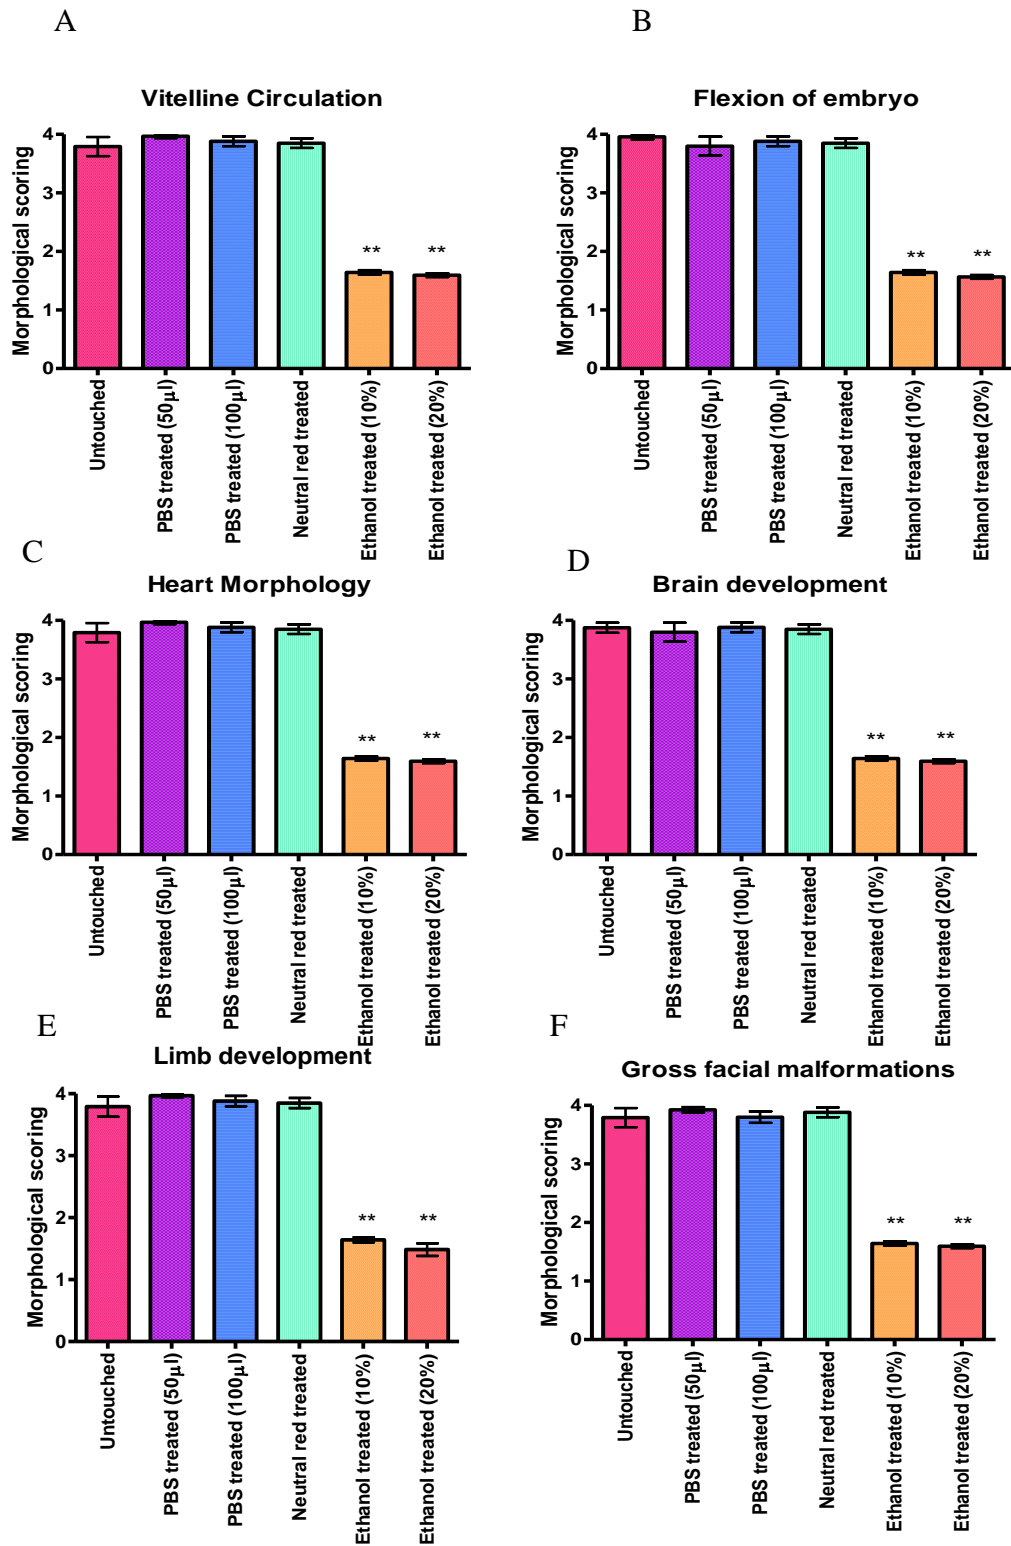 A
Vitelline Circulation
Morphological scoring
4
3
2
1
0
**
**
Untouched
PBS treated (50µl)
PBS treated (100µl)
Neutral red treated
Ethanol treated (10%)
Ethanol treated (20%)
B
Flexion of embryo
Morphological scoring
4
3
2
1
0
**
**
Untouched
PBS treated (50µl)
PBS treated (100µl)
Neutral red treated
Ethanol treated (10%)
Ethanol treated (20%)
C
Heart Morphology
Morphological scoring
4
3
2
1
0
**
**
Untouched
PBS treated (50µl)
PBS treated (100µl)
Neutral red treated
Ethanol treated (10%)
Ethanol treated (20%)
D
Brain development
Morphological scoring
4
3
2
1
0
**
**
Untouched
PBS treated (50µl)
PBS treated (100µl)
Neutral red treated
Ethanol treated (10%)
Ethanol treated (20%)
E
Limb development
Morphological scoring
4
3
2
1
0
**
**
Untouched
PBS treated (50µl)
PBS treated (100µl)
Neutral red treated
Ethanol treated (10%)
Ethanol treated (20%)
F
Gross facial malformations
Morphological scoring
4
3
2
1
0
**
**
Untouched
PBS treated (50µl)
PBS treated (100µl)
Neutral red treated
Ethanol treated (10%)
Ethanol treated (20%)